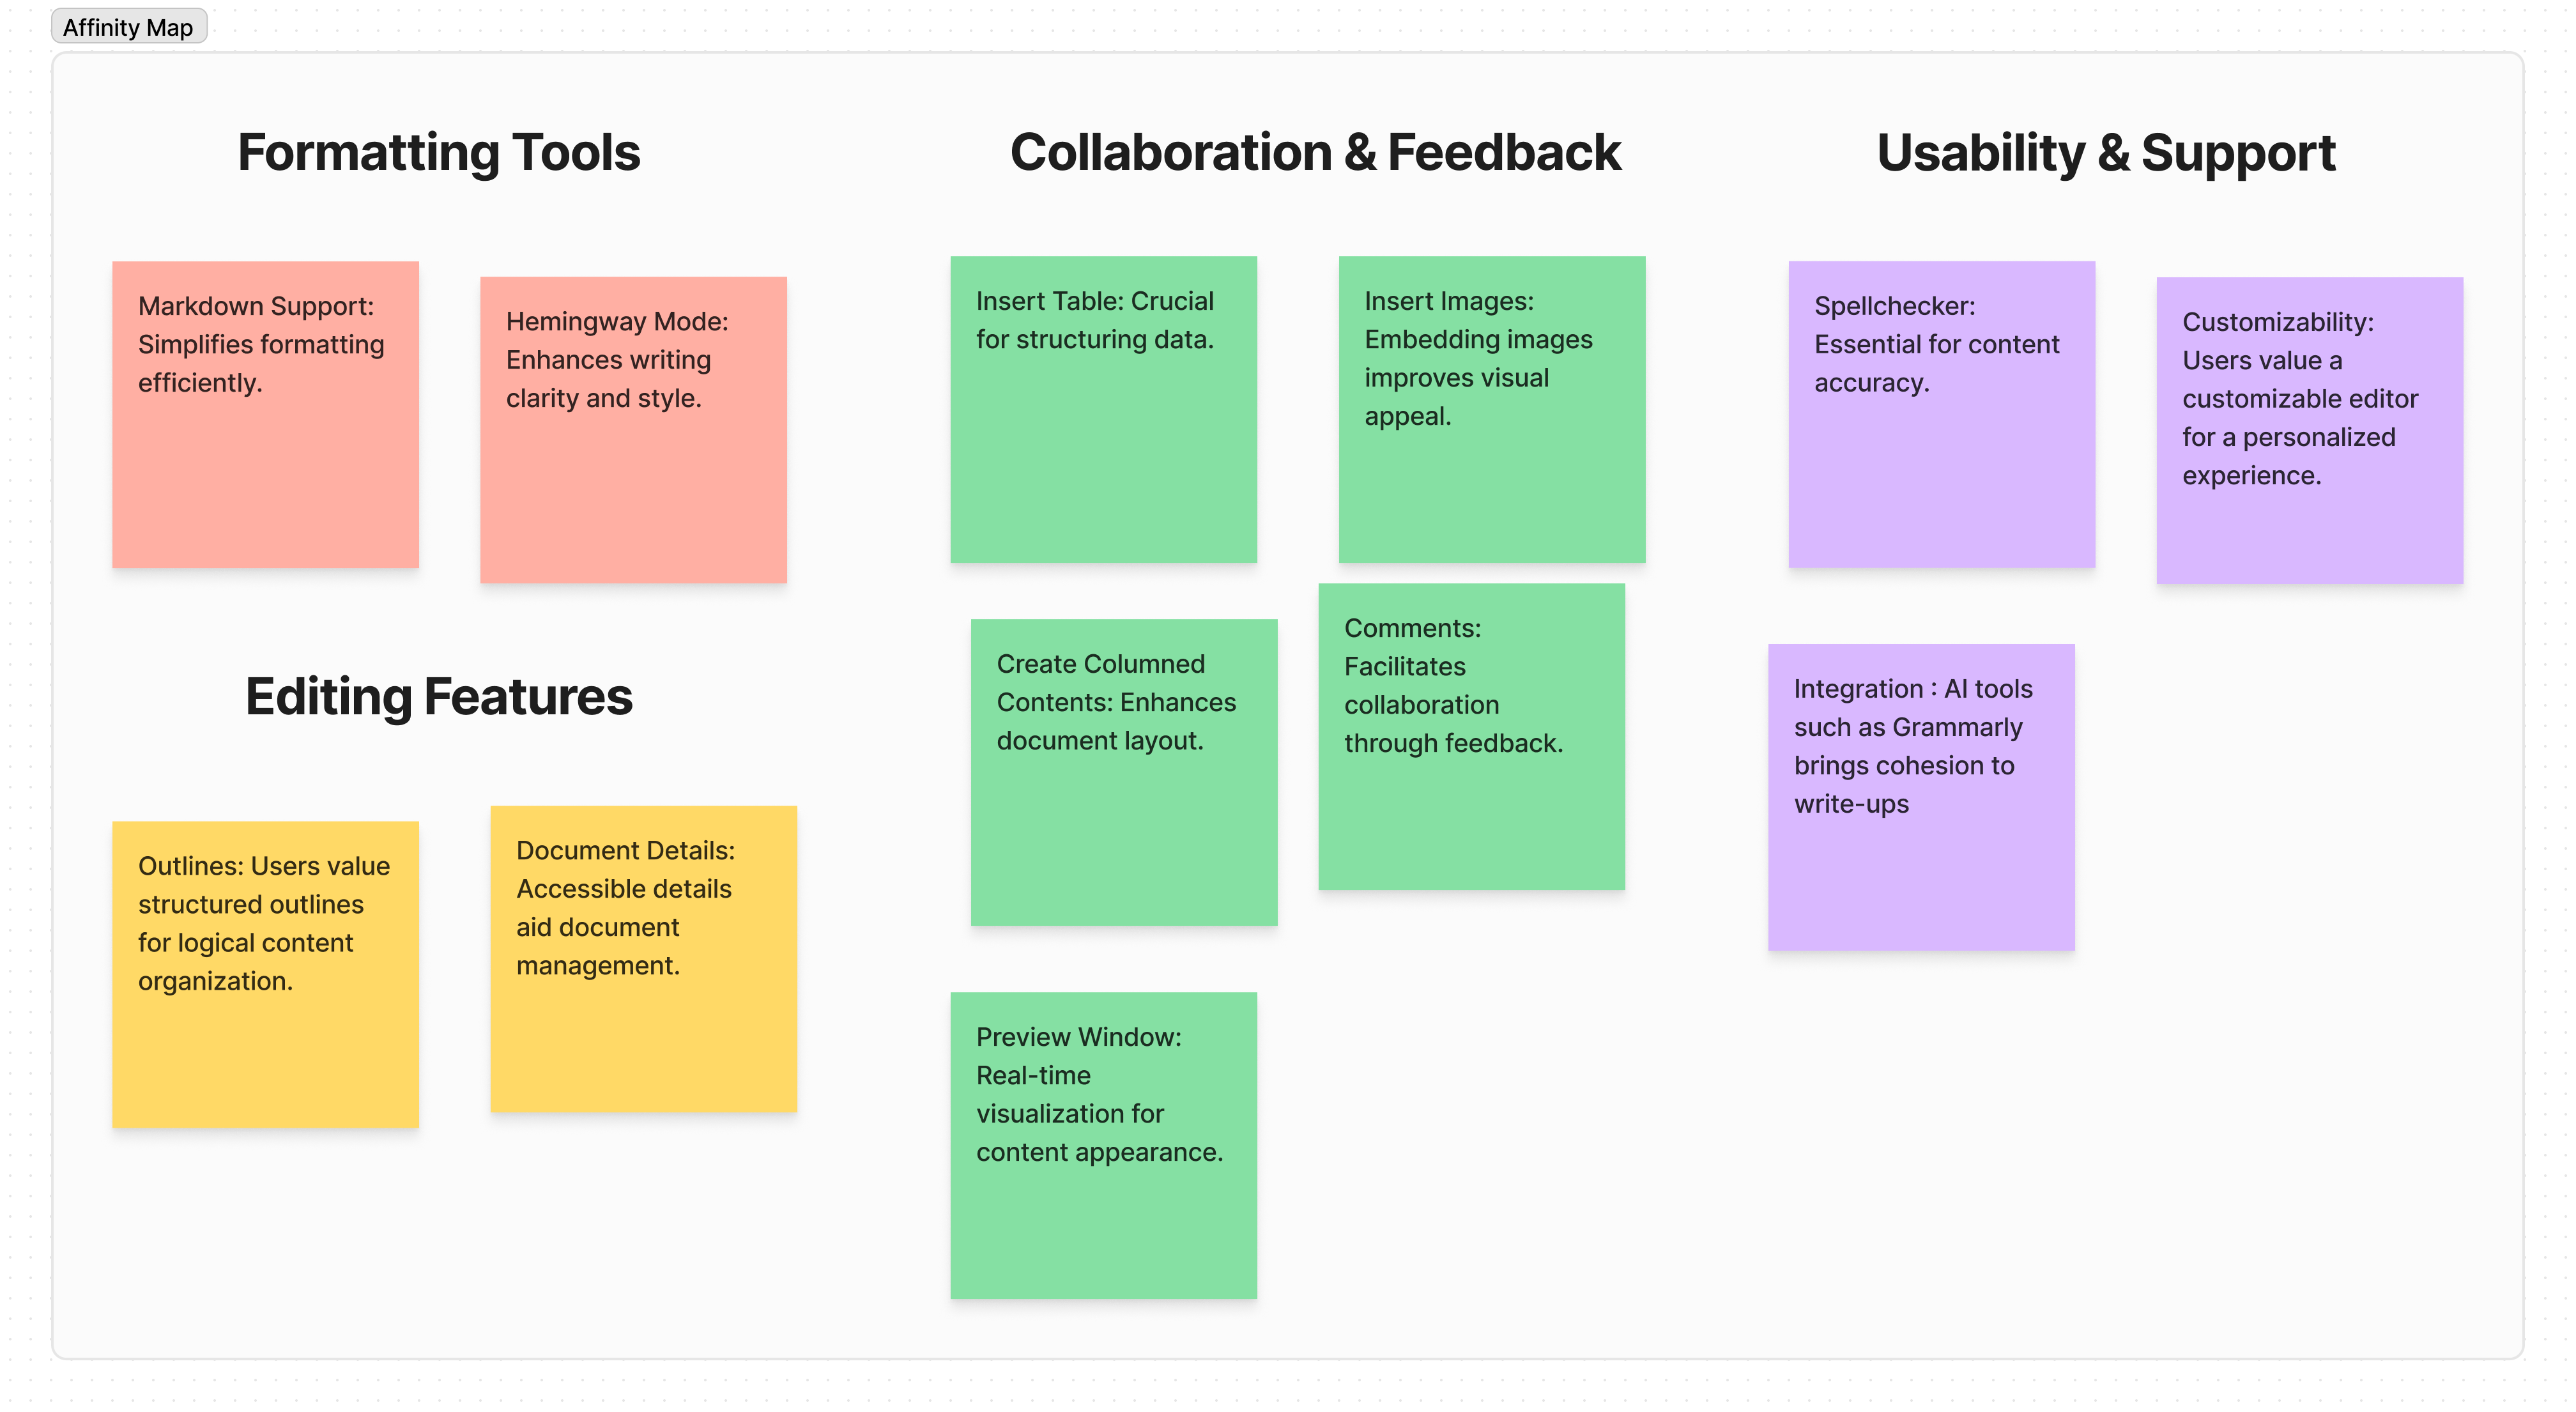 Affinity Map
Formatting Tools
Markdown Support:
Simplifies formatting
efficiently.
Hemingway Mode:
Enhances writing
clarity and style.
Editing Features
Outlines: Users value
structured outlines
for logical content
organization.
Document Details:
Accessible details
aid document
management.
Collaboration & Feedback
Insert Table: Crucial
for structuring data.
Insert Images:
Embedding images
improves visual
appeal.
Create Columned
Contents: Enhances
document layout.
Comments:
Facilitates
collaboration
through feedback.
Preview Window:
Real-time
visualization for
content appearance.
Usability & Support
Spellchecker:
Essential for content
accuracy.
Customizability:
Users value a
customizable editor
for a personalized
experience.
Integration : AI tools
such as Grammarly
brings cohesion to
write-ups